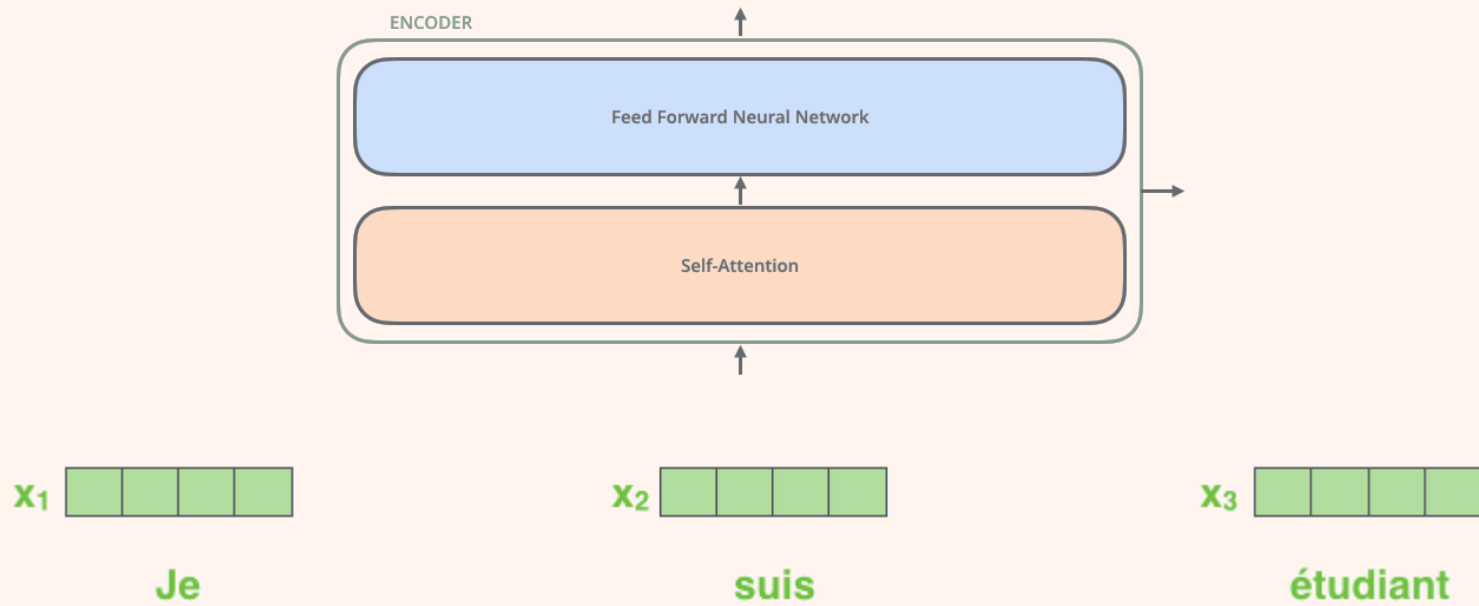 ENCODER
Feed Forward Neural Network
Self-Attention
x₁ x₂ x₃
Je suis étudiant